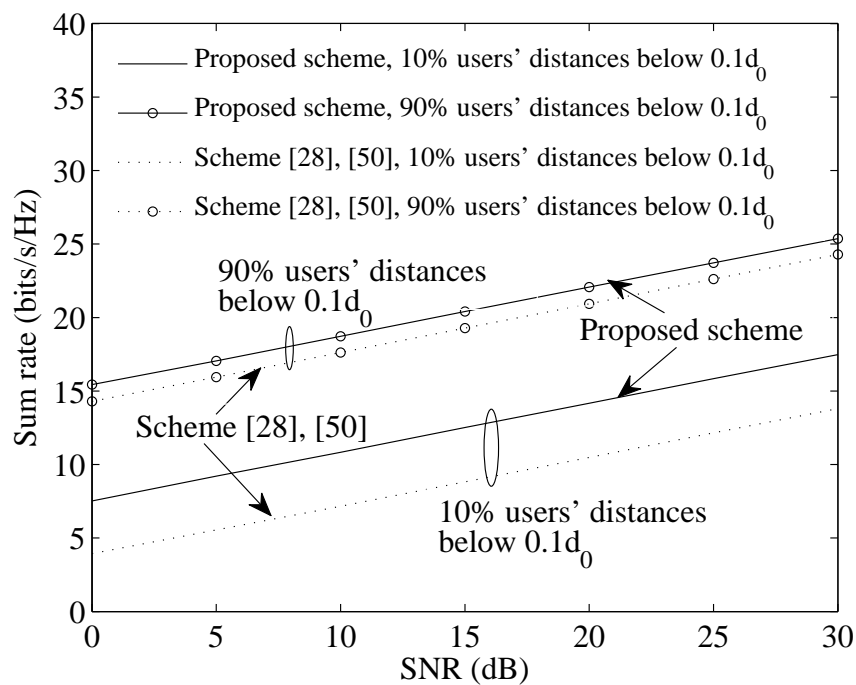 40
35
30
25
20
15
10
5
0
Sum rate (bits/s/Hz)
Proposed scheme, 10% users’ distances below 0.1d0
Proposed scheme, 90% users’ distances below 0.1d0
Scheme [28], [50], 10% users’ distances below 0.1d0
Scheme [28], [50], 90% users’ distances below 0.1d0
90% users’ distances
below 0.1d0
Proposed scheme
Scheme [28], [50]
10% users’ distances
below 0.1d0
0 5 10 15 20 25 30
SNR (dB)